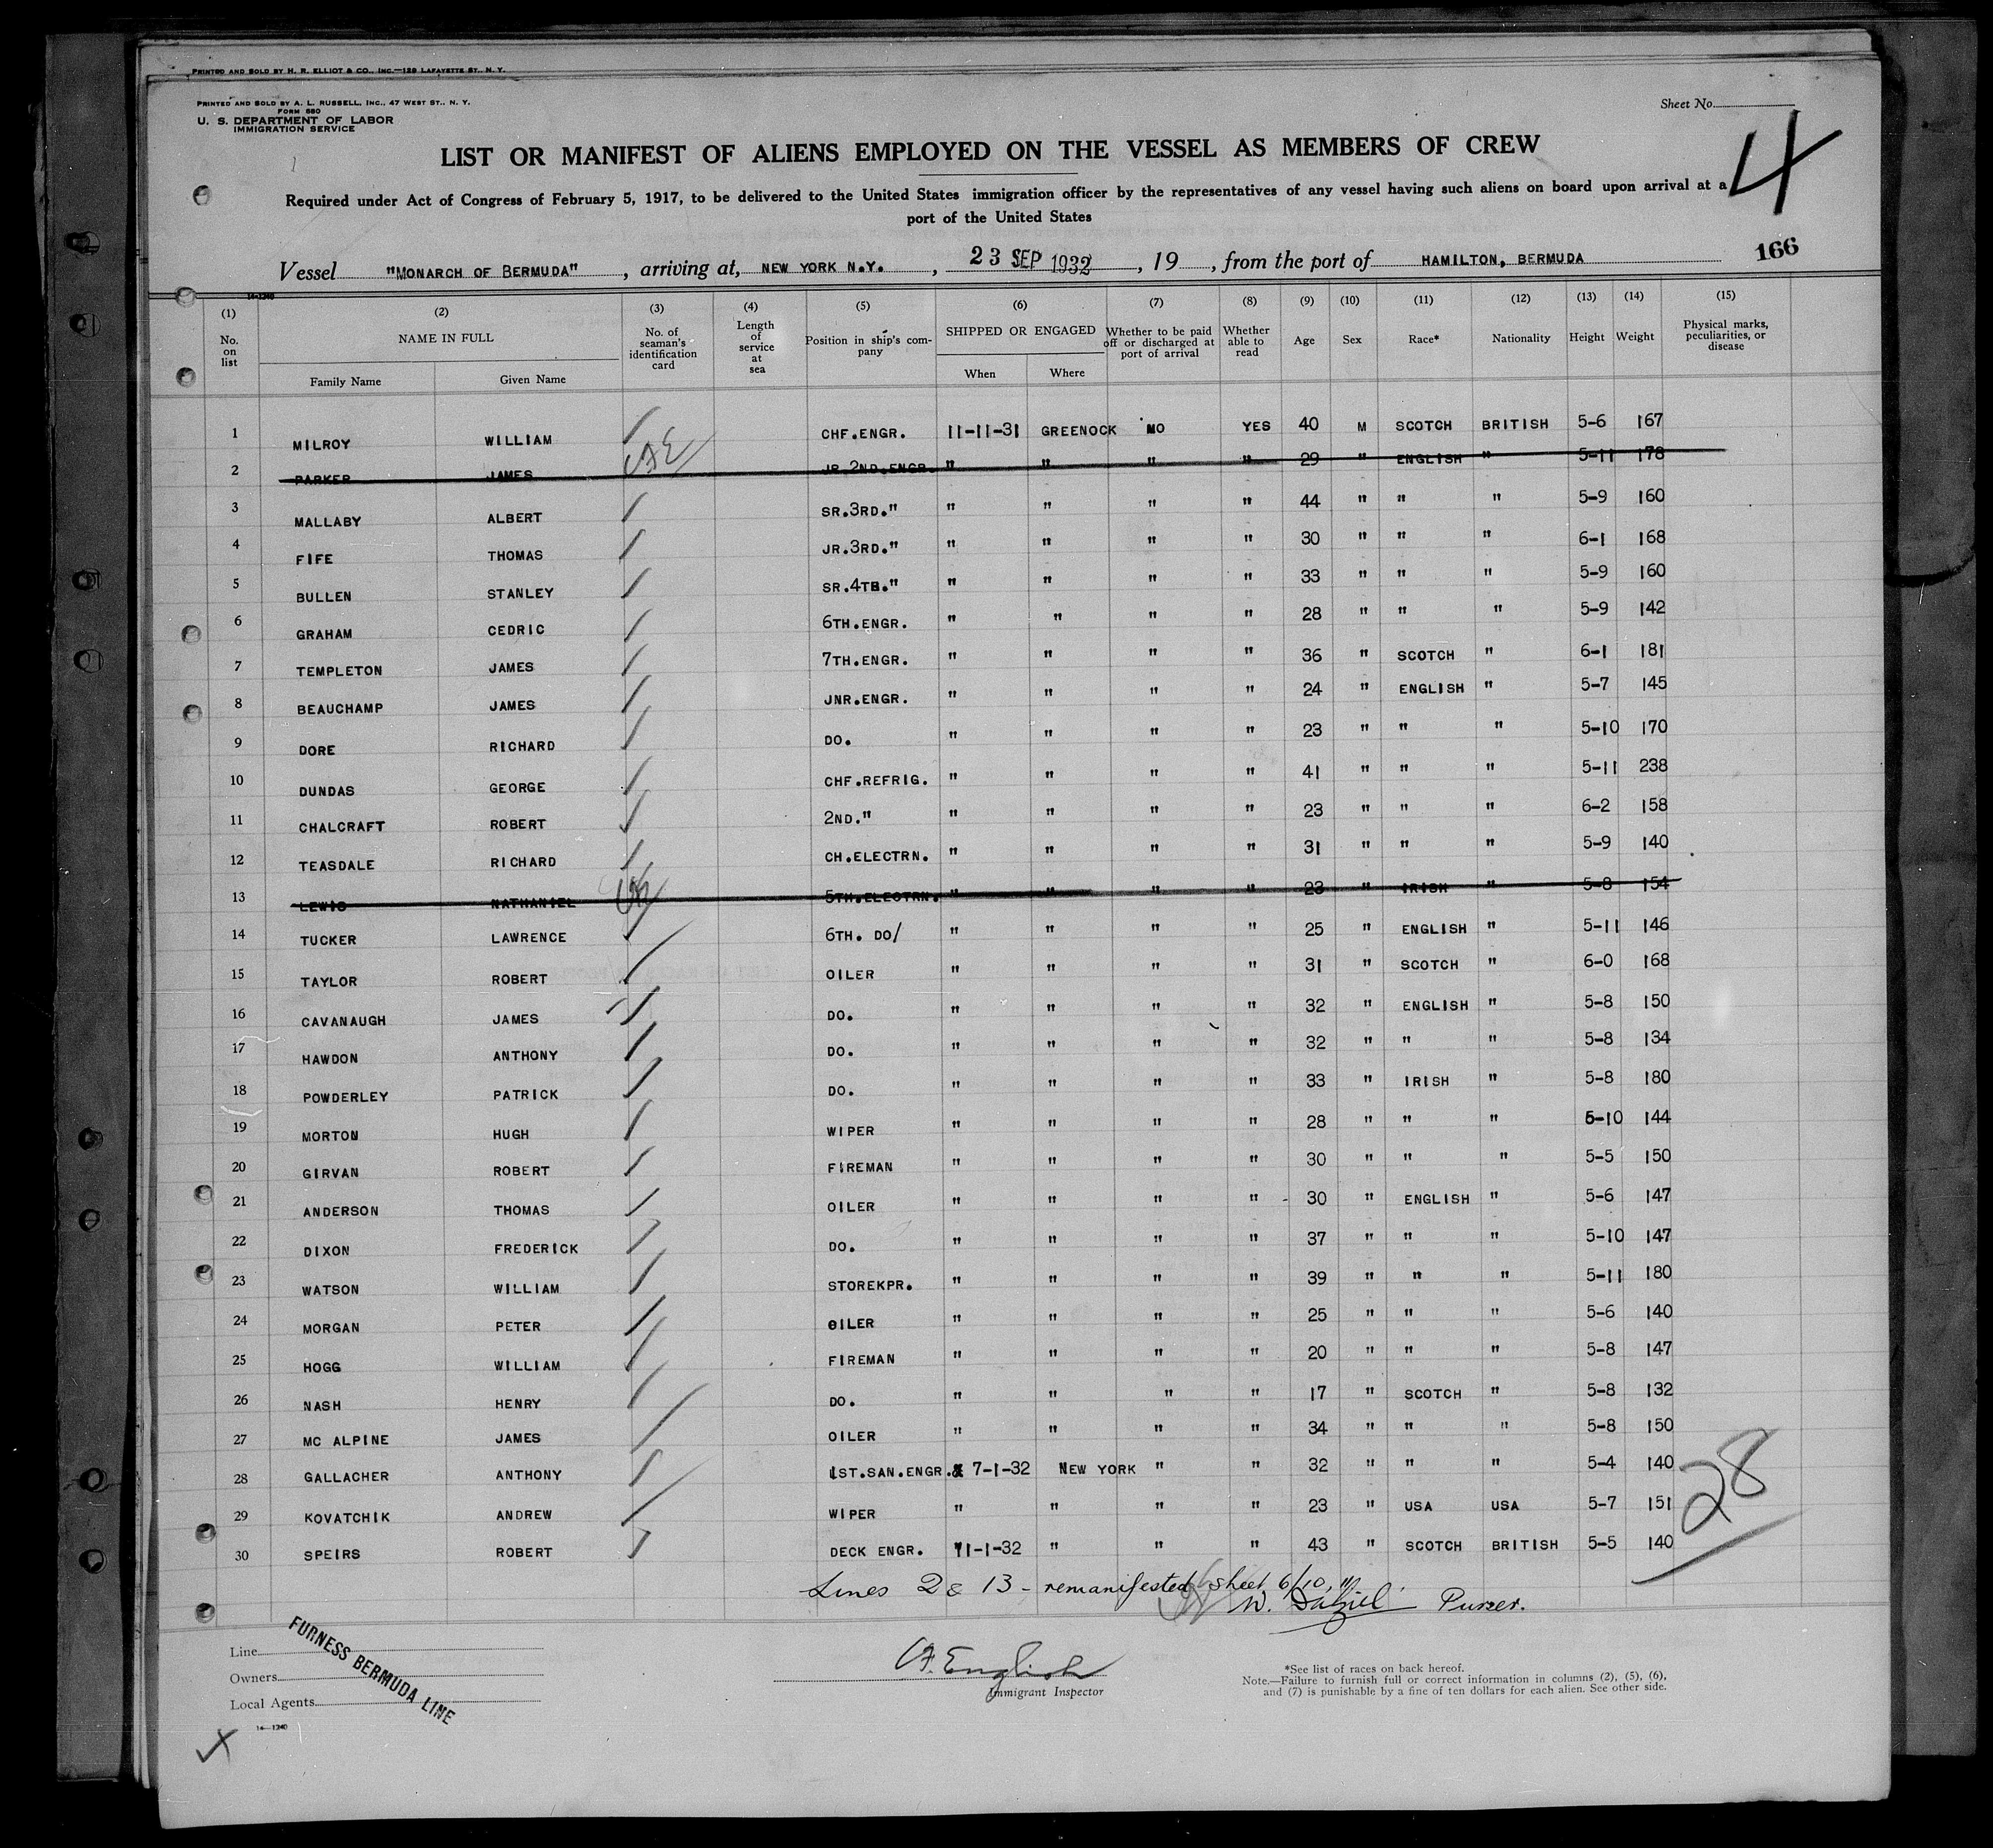 PRINTED AND SOLD BY H. R. ELLIOT & CO., INC.—129 LAFAYETTE ST., N. Y.
PRINTED AND SOLD BY A. L. RUSSELL, INC., 47 WEST ST., N. Y.
FORM 680
U. S. DEPARTMENT OF LABOR
IMMIGRATION SERVICE
Sheet No.
4
LIST OR MANIFEST OF ALIENS EMPLOYED ON THE VESSEL AS MEMBERS OF CREW
Required under Act of Congress of February 5, 1917, to be delivered to the United States immigration officer by the representatives of any vessel having such aliens on board upon arrival at a
port of the United States
166
Vessel "MONARCH OF BERMUDA", arriving at, NEW YORK N.Y., 23 SEP 1932, 19, from the port of HAMILTON, BERMUDA
14-1240
(1) (2) (3) (4) (5) (6) (7) (8) (9) (10) (11) (12) (13) (14) (15)
No. on list NAME IN FULL Family Name Given Name No. of seaman's identification card Length of service at sea Position in ship's company SHIPPED OR ENGAGED When Where Whether to be paid off or discharged at port of arrival Whether able to read Age Sex Race* Nationality Height Weight Physical marks, peculiarities, or disease
1 MILROY WILLIAM CHF.ENGR. 11-11-31 GREENOCK MO YES 40 M SCOTCH BRITISH 5-6 167
2 PARKER JAMES JR.2ND.ENGR. " " " " 29 " ENGLISH " 5-11 178
3 MALLABY ALBERT SR.3RD." " " " " 44 " " " 5-9 160
4 FIFE THOMAS JR.3RD." " " " " 30 " " " 6-1 168
5 BULLEN STANLEY SR.4TH." " " " " 33 " " " 5-9 160
6 GRAHAM CEDRIC 6TH.ENGR. " " " " 28 " " " 5-9 142
7 TEMPLETON JAMES 7TH.ENGR. " " " " 36 " SCOTCH " 6-1 181
8 BEAUCHAMP JAMES JNR.ENGR. " " " " 24 " ENGLISH " 5-7 145
9 DORE RICHARD DO. " " " " 23 " " " 5-10 170
10 DUNDAS GEORGE CHF.REFRIG. " " " " 41 " " " 5-11 238
11 CHALCRAFT ROBERT 2ND." " " " " 23 " " " 6-2 158
12 TEASDALE RICHARD CH.ELECTRN. " " " " 31 " " " 5-9 140
13 LEWIS NATHANIEL 5TH.ELECTRN. " " " " 23 " IRISH " 5-8 154
14 TUCKER LAWRENCE 6TH. DO/ " " " " 25 " ENGLISH " 5-11 146
15 TAYLOR ROBERT OILER " " " " 31 " SCOTCH " 6-0 168
16 CAVANAUGH JAMES DO. " " " " 32 " ENGLISH " 5-8 150
17 HAWDON ANTHONY DO. " " " " 32 " " " 5-8 134
18 POWDERLEY PATRICK DO. " " " " 33 " IRISH " 5-8 180
19 MORTON HUGH WIPER " " " " 28 " " " 5-10 144
20 GIRVAN ROBERT FIREMAN " " " " 30 " " " 5-5 150
21 ANDERSON THOMAS OILER " " " " 30 " ENGLISH " 5-6 147
22 DIXON FREDERICK DO. " " " " 37 " " " 5-10 147
23 WATSON WILLIAM STOREKPR. " " " " 39 " " " 5-11 180
24 MORGAN PETER OILER " " " " 25 " " " 5-6 140
25 HOGG WILLIAM FIREMAN " " " " 20 " " " 5-8 147
26 NASH HENRY DO. " " " " 17 " SCOTCH " 5-8 132
27 MC ALPINE JAMES OILER " " " " 34 " " " 5-8 150
28 GALLACHER ANTHONY 1ST.SAN.ENGR. 7-1-32 NEW YORK " " 32 " " " 5-4 140
29 KOVATCHIK ANDREW WIPER " " " " 23 " USA USA 5-7 151
30 SPEIRS ROBERT DECK ENGR. 11-1-32 " " " 43 " SCOTCH BRITISH 5-5 140
28
Lines 2 & 13 - remanifested sheet 6/10, 11
W. Dalziel Purser.
Line
Owners
Local Agents
FURNESS BERMUDA LINE
14-1240
A. English
Immigrant Inspector
*See list of races on back hereof.
Note.—Failure to furnish full or correct information in columns (2), (5), (6),
and (7) is punishable by a fine of ten dollars for each alien. See other side.